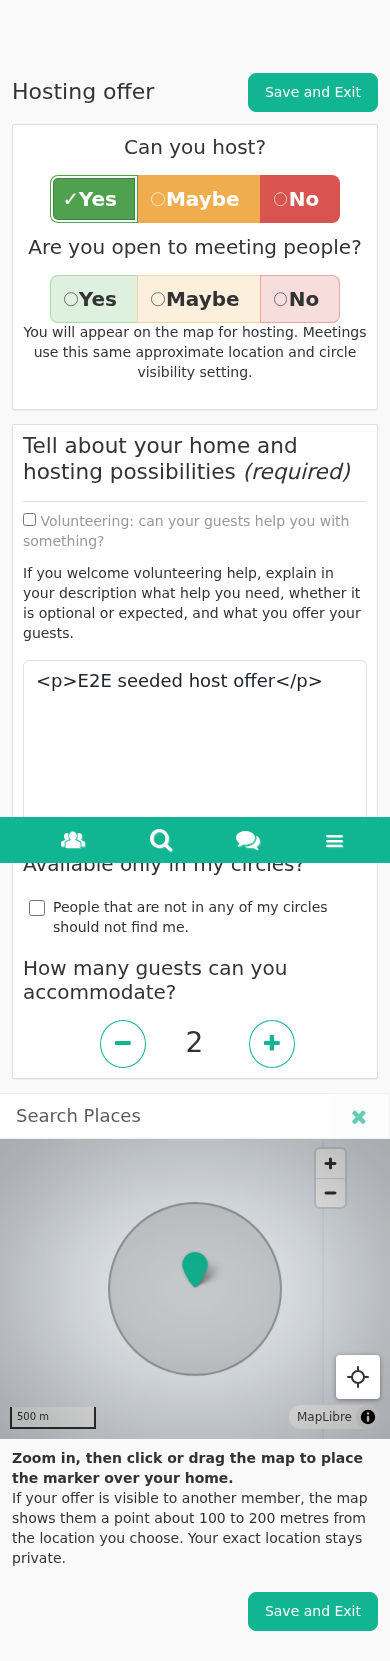 Hosting offer
Save and Exit
Can you host?
✓Yes
Maybe
No
Are you open to meeting people?
Yes
Maybe
No
You will appear on the map for hosting. Meetings
use this same approximate location and circle
visibility setting.
Tell about your home and
hosting possibilities (required)
Volunteering: can your guests help you with
something?
If you welcome volunteering help, explain in
your description what help you need, whether it
is optional or expected, and what you offer your
guests.
<p>E2E seeded host offer</p>
Available only in my circles?
People that are not in any of my circles
should not find me.
How many guests can you
accommodate?
2
Search Places
500 m
MapLibre
Zoom in, then click or drag the map to place
the marker over your home.
If your offer is visible to another member, the map
shows them a point about 100 to 200 metres from
the location you choose. Your exact location stays
private.
Save and Exit